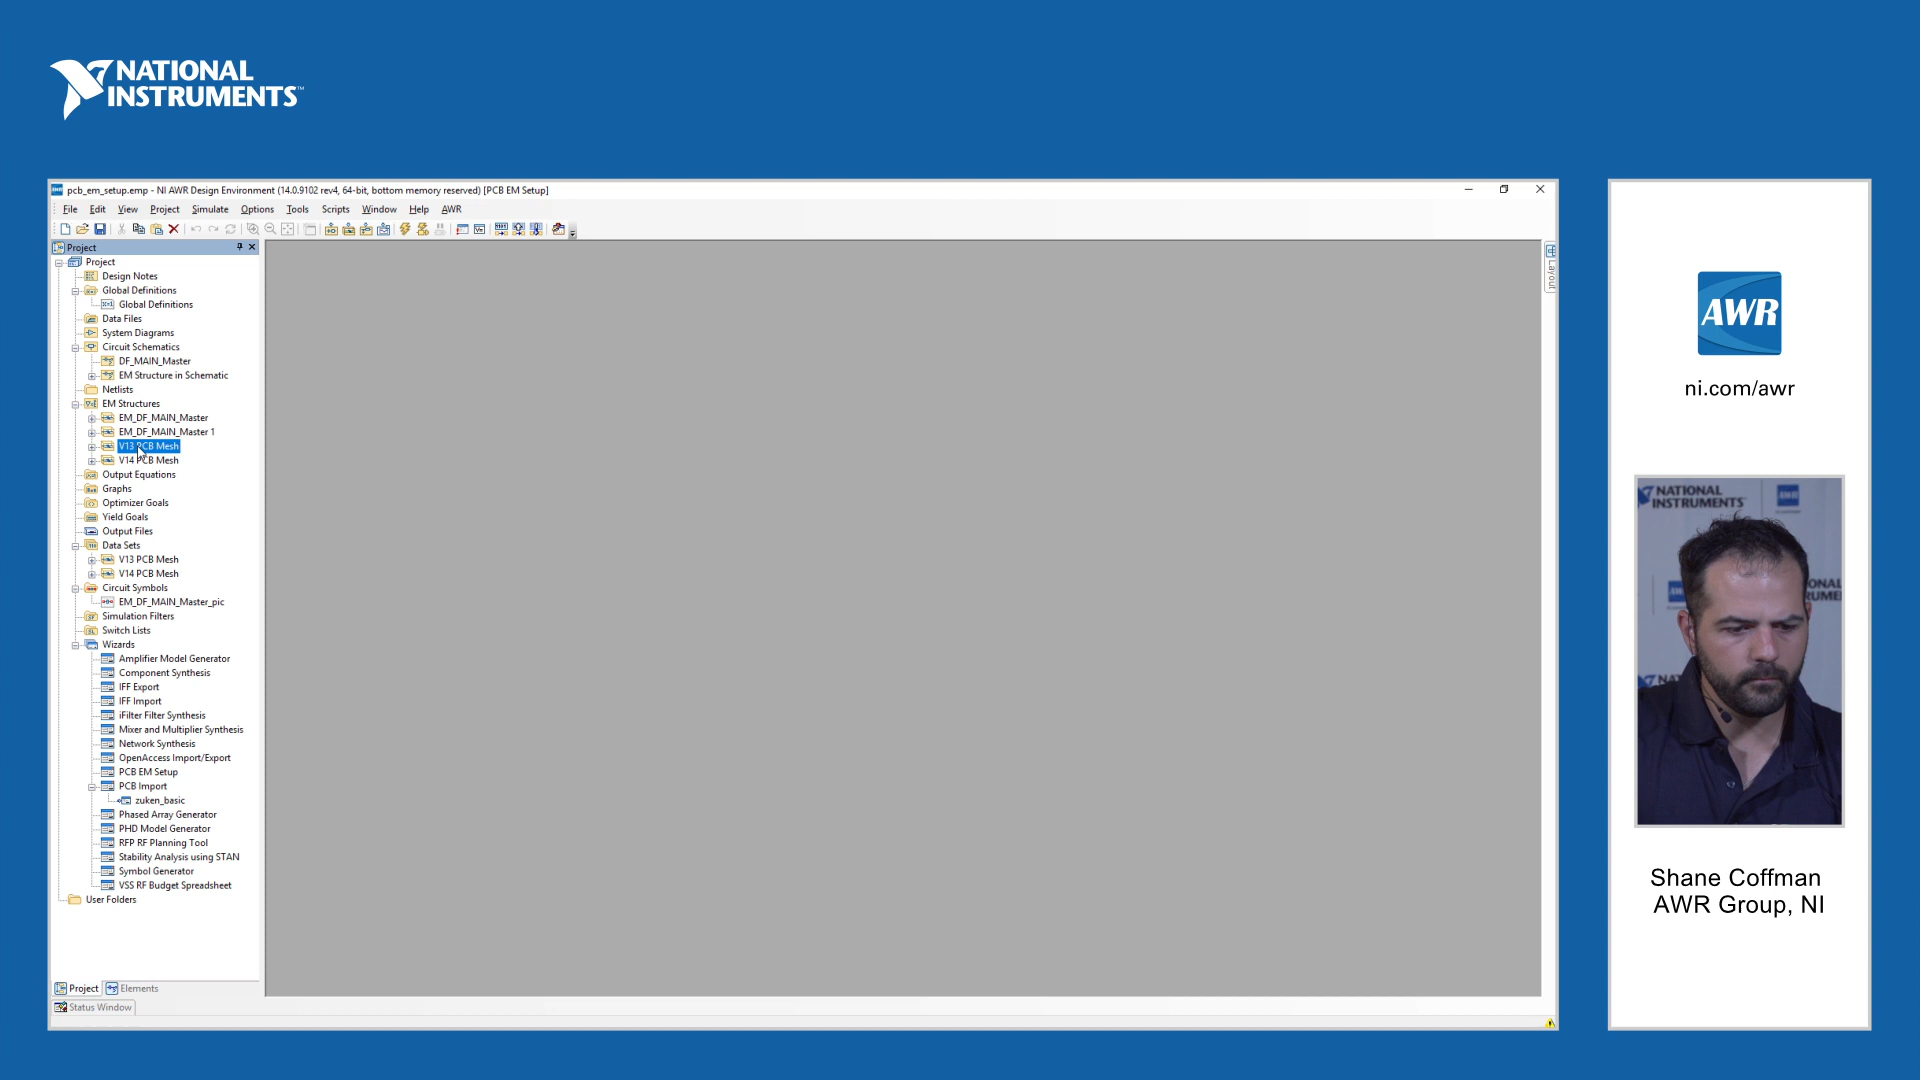 NATIONAL
INSTRUMENTS™
pcb_em_setup.emp - NI AWR Design Environment (14.0.9102 rev4, 64-bit, bottom memory reserved) [PCB EM Setup]
File Edit View Project Simulate Options Tools Scripts Window Help AWR
Project
Project
Design Notes
Global Definitions
Global Definitions
Data Files
System Diagrams
Circuit Schematics
DF_MAIN_Master
EM Structure in Schematic
Netlists
EM Structures
EM_DF_MAIN_Master
EM_DF_MAIN_Master 1
V13 PCB Mesh
V14 PCB Mesh
Output Equations
Graphs
Optimizer Goals
Yield Goals
Output Files
Data Sets
V13 PCB Mesh
V14 PCB Mesh
Circuit Symbols
EM_DF_MAIN_Master_pic
Simulation Filters
Switch Lists
Wizards
Amplifier Model Generator
Component Synthesis
IFF Export
IFF Import
iFilter Filter Synthesis
Mixer and Multiplier Synthesis
Network Synthesis
OpenAccess Import/Export
PCB EM Setup
PCB Import
zuken_basic
Phased Array Generator
PHD Model Generator
RFP RF Planning Tool
Stability Analysis using STAN
Symbol Generator
VSS RF Budget Spreadsheet
User Folders
Project Elements
Status Window
Layout
AWR
ni.com/awr
NATIONAL
INSTRUMENTS
Shane Coffman
AWR Group, NI